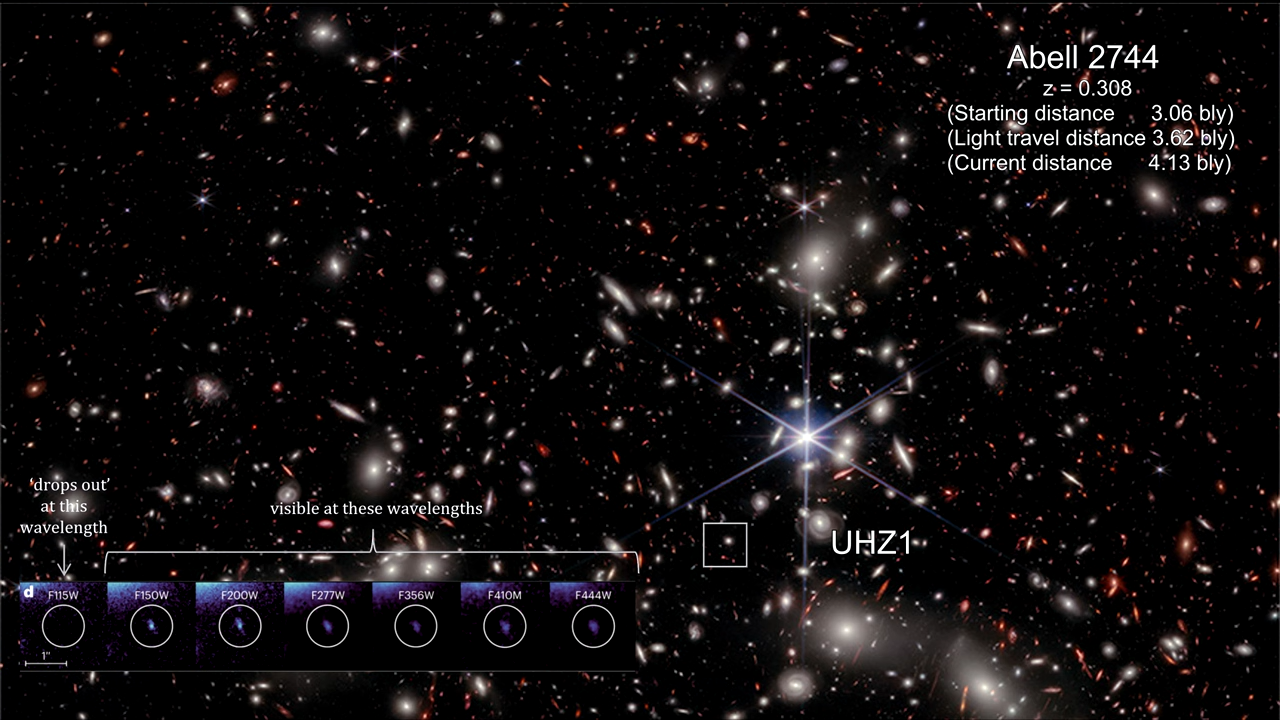 Abell 2744
z = 0.308
(Starting distance 3.06 bly)
(Light travel distance 3.62 bly)
(Current distance 4.13 bly)
'drops out'
at this
wavelength
visible at these wavelengths
UHZ1
d
F115W
F150W
F200W
F277W
F356W
F410M
F444W
1"